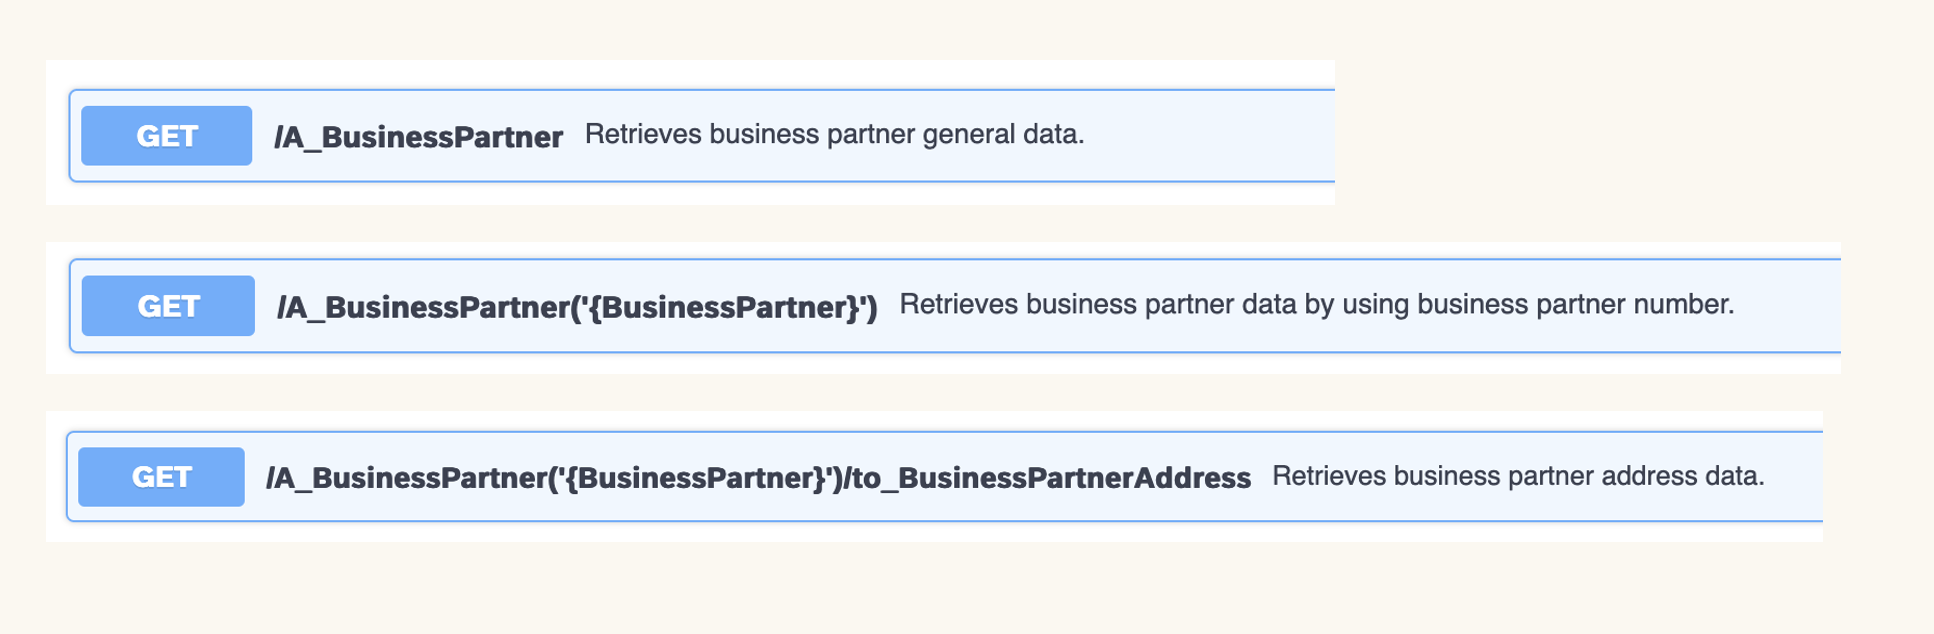 GET /A_BusinessPartner Retrieves business partner general data.
GET /A_BusinessPartner('{BusinessPartner}') Retrieves business partner data by using business partner number.
GET /A_BusinessPartner('{BusinessPartner}')/to_BusinessPartnerAddress Retrieves business partner address data.